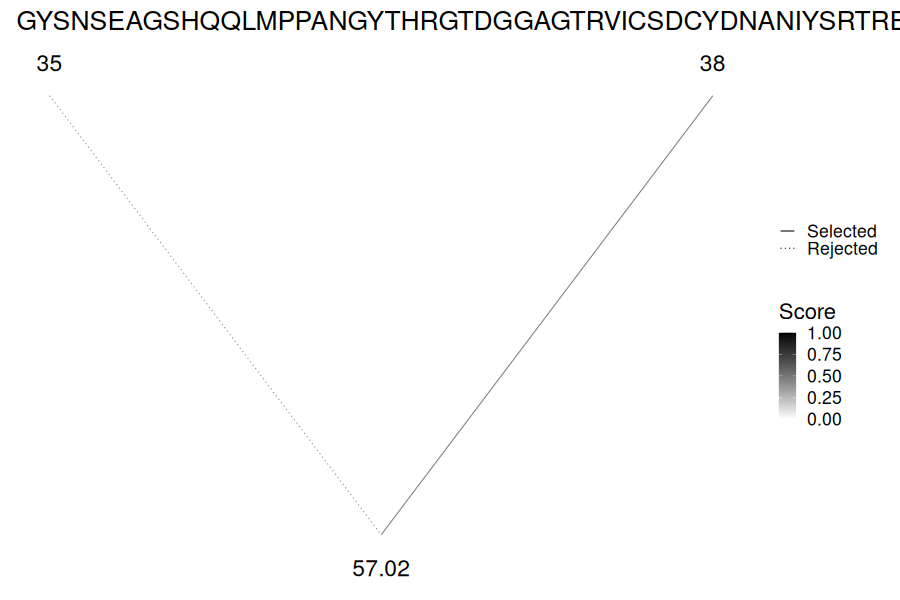 GYSNSEAGSHQQLMPPANGYTHRGTDGGAGTRVICSDCYDNANIYSRTRE
35
38
Selected
Rejected
Score
1.00
0.75
0.50
0.25
0.00
57.02